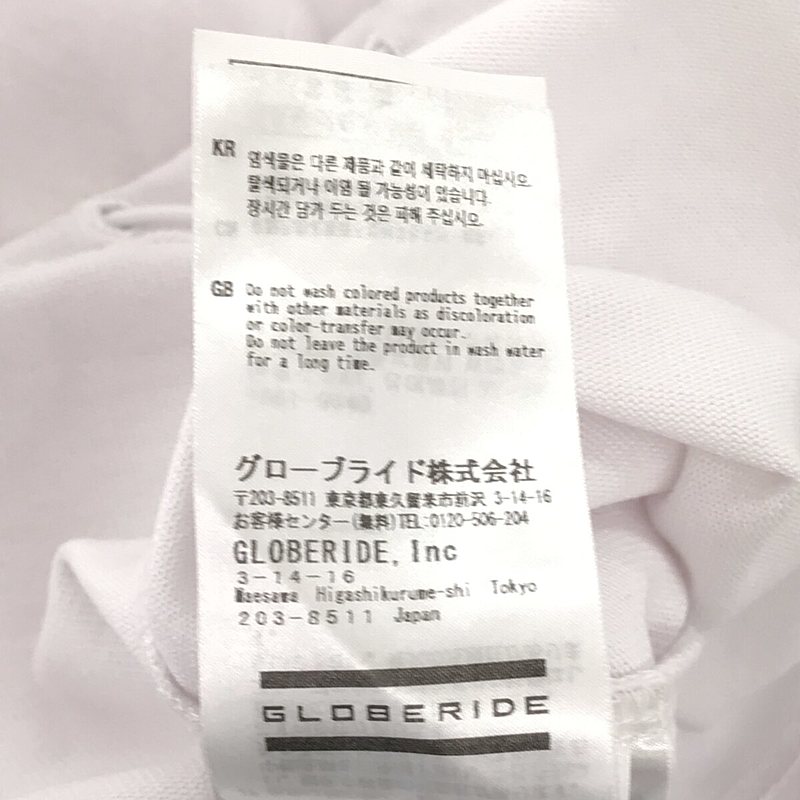 KR
염색물은 다른 제품과 같이 세탁하지 마십시오.
탈색되거나 이염 될 가능성이 있습니다.
장시간 담가 두는 것은 피해 주십시오.
GB
Do not wash colored products together
with other materials as discoloration
or color-transfer may occur.
Do not leave the product in wash water
for a long time.
グローブライド株式会社
〒203-8511 東京都東久留米市前沢 3-14-16
お客様センター(無料)TEL:0120-506-204
GLOBERIDE, Inc
3-14-16
Maesawa Higashikurume-shi Tokyo
203-8511 Japan
GLOBERIDE